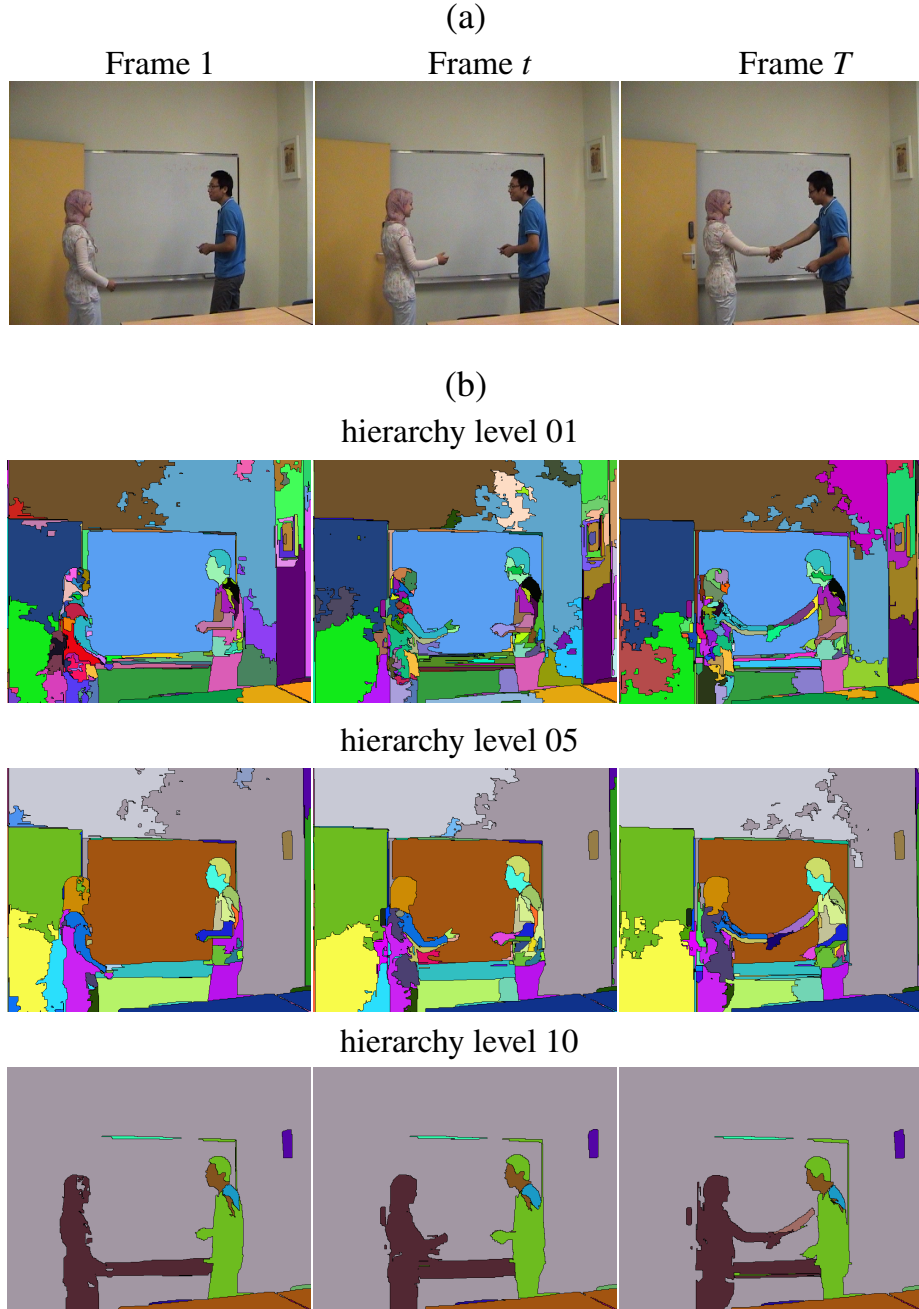 (a)
Frame 1 Frame t Frame T
(b)
hierarchy level 01
hierarchy level 05
hierarchy level 10